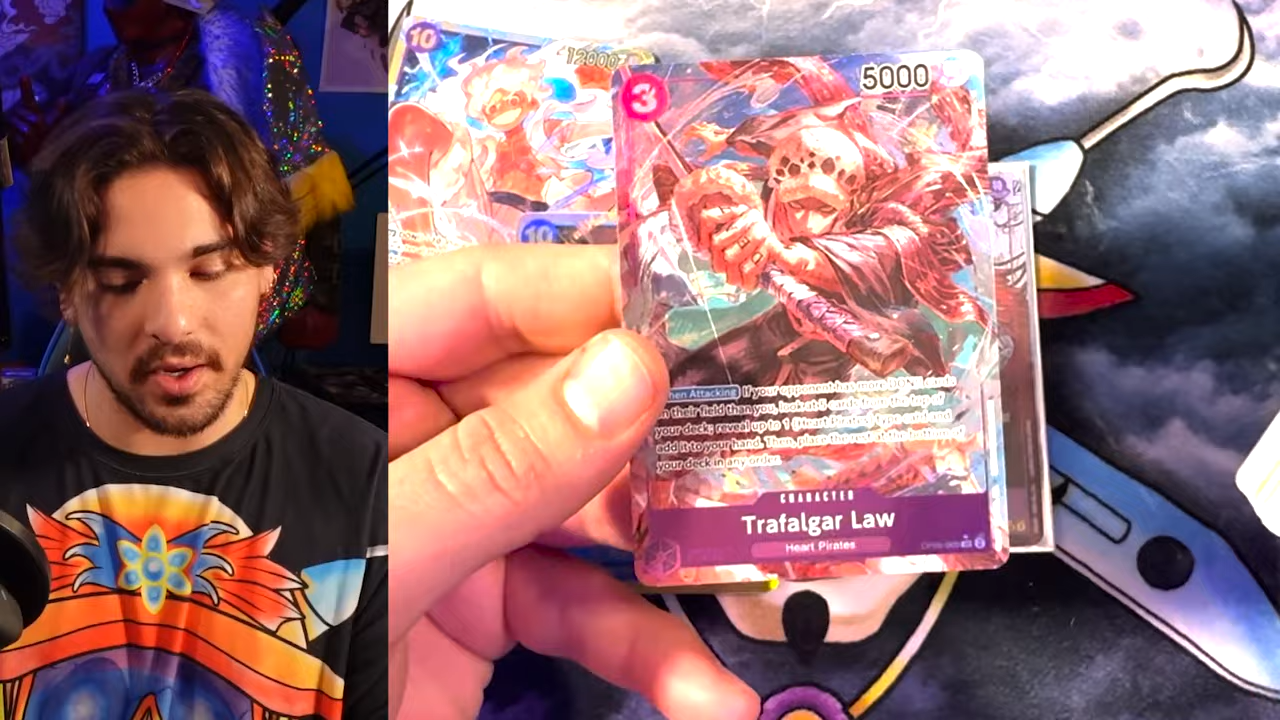 10
12000
10
3
5000
hen Attacking If your opponent has more DON!! cards
on their field than you, look at 5 cards from the top of
your deck; reveal up to 1 {Heart Pirates} type card and
add it to your hand. Then, place the rest at the bottom of
your deck in any order.
CHARACTER
Trafalgar Law
Heart Pirates